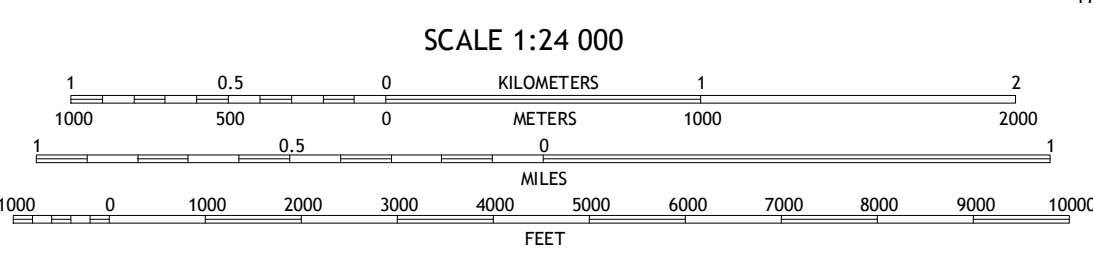 SCALE 1:24 000
1 0.5 0 KILOMETERS 1 2
1000 500 0 METERS 1000 2000
1 0.5 0 1
MILES
1000 0 1000 2000 3000 4000 5000 6000 7000 8000 9000 10000
FEET